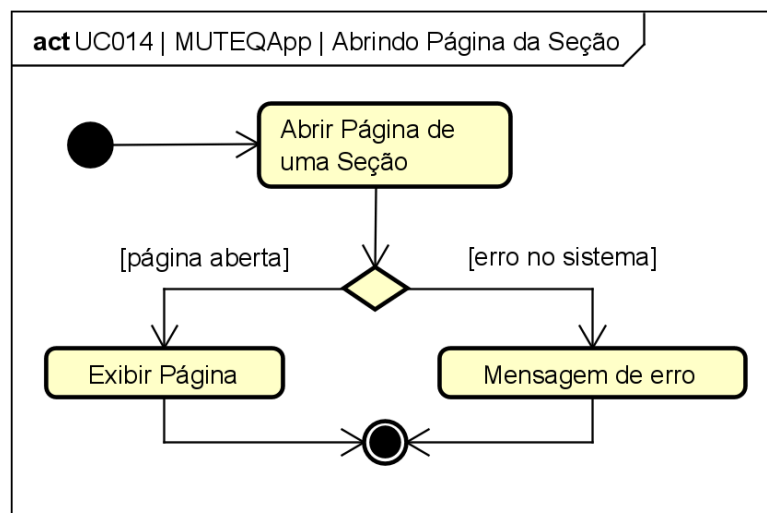 act UC014 | MUTEQApp | Abrindo Página da Seção
Abrir Página de
uma Seção
[página aberta]
[erro no sistema]
Exibir Página
Mensagem de erro